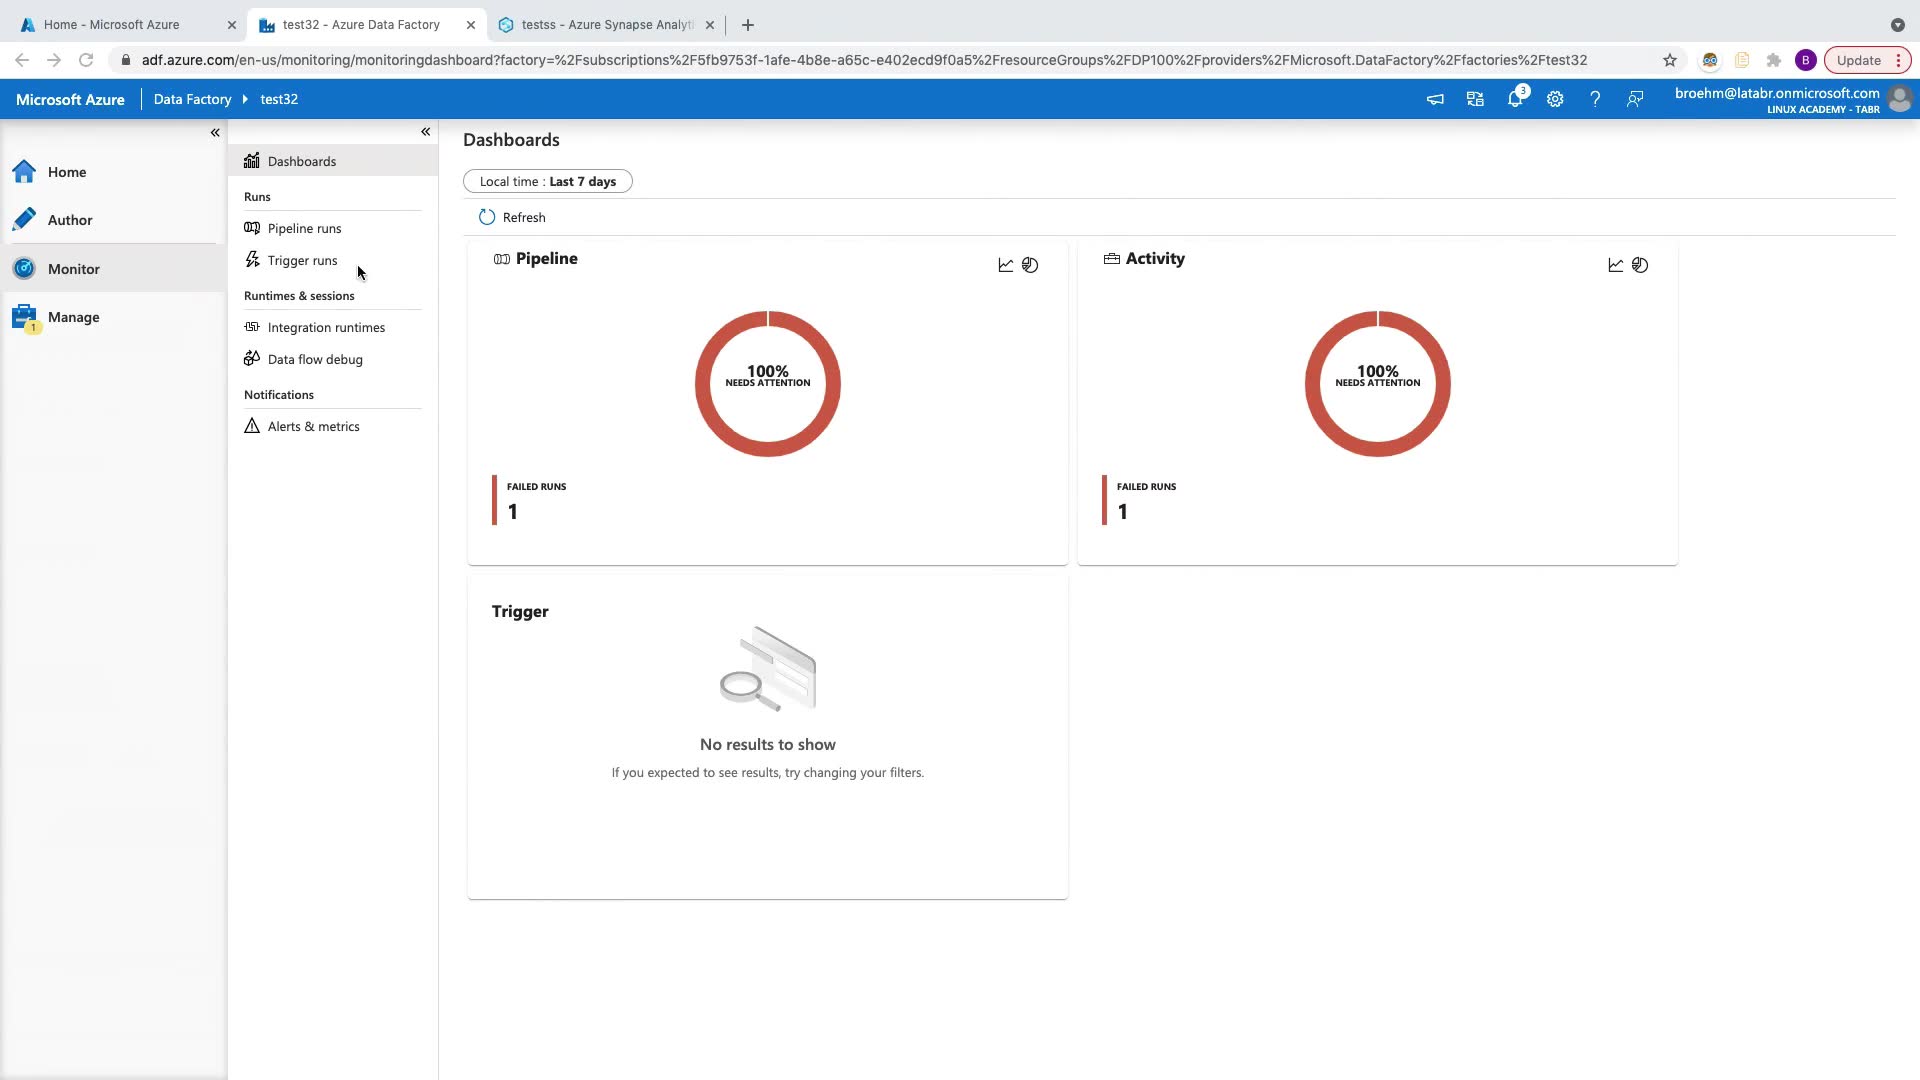 Home - Microsoft Azure
test32 - Azure Data Factory
testss - Azure Synapse Analyti
adf.azure.com/en-us/monitoring/monitoringdashboard?factory=%2Fsubscriptions%2F5fb9753f-1afe-4b8e-a65c-e402ecd9f0a5%2FresourceGroups%2FDP100%2Fproviders%2FMicrosoft.DataFactory%2Ffactories%2Ftest32
B
Update
Microsoft Azure
Data Factory
test32
3
broehm@latabr.onmicrosoft.com
LINUX ACADEMY - TABR
Home
Author
Monitor
Manage
1
Dashboards
Runs
Pipeline runs
Trigger runs
Runtimes & sessions
Integration runtimes
Data flow debug
Notifications
Alerts & metrics
Dashboards
Local time : Last 7 days
Refresh
Pipeline
100%
NEEDS ATTENTION
FAILED RUNS
1
Activity
100%
NEEDS ATTENTION
FAILED RUNS
1
Trigger
No results to show
If you expected to see results, try changing your filters.